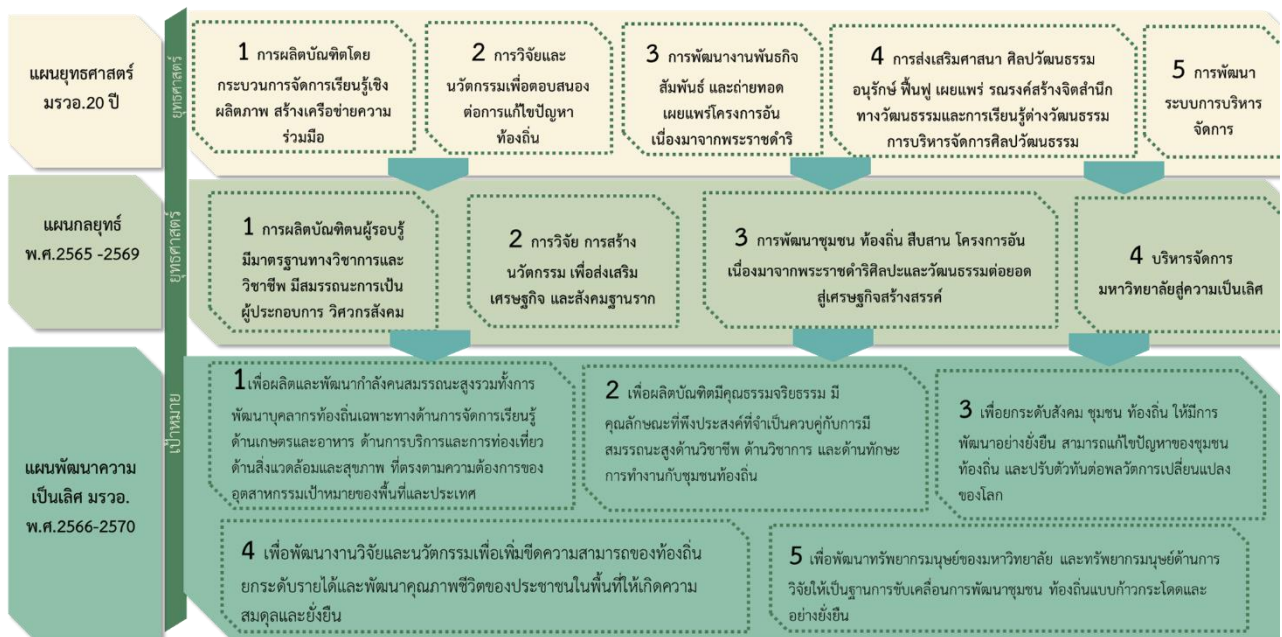 แผนยุทธศาสตร์
มรวอ.20 ปี
ยุทธศาสตร์
1 การผลิตบัณฑิตโดย
กระบวนการจัดการเรียนรู้เชิง
ผลิตภาพ สร้างเครือข่ายความ
ร่วมมือ
2 การวิจัยและ
นวัตกรรมเพื่อตอบสนอง
ต่อการแก้ไขปัญหา
ท้องถิ่น
3 การพัฒนางานพันธกิจ
สัมพันธ์ และถ่ายทอด
เผยแพร่โครงการอัน
เนื่องมาจากพระราชดำริ
4 การส่งเสริมศาสนา ศิลปวัฒนธรรม
อนุรักษ์ ฟื้นฟู เผยแพร่ รณรงค์สร้างจิตสำนึก
ทางวัฒนธรรมและการเรียนรู้ต่างวัฒนธรรม
การบริหารจัดการศิลปวัฒนธรรม
5 การพัฒนา
ระบบการบริหาร
จัดการ
แผนกลยุทธ์
พ.ศ.2565 -2569
ยุทธศาสตร์
1 การผลิตบัณฑิตนผู้รอบรู้
มีมาตรฐานทางวิชาการและ
วิชาชีพ มีสมรรถนะการเป็น
ผู้ประกอบการ วิศวกรสังคม
2 การวิจัย การสร้าง
นวัตกรรม เพื่อส่งเสริม
เศรษฐกิจ และสังคมฐานราก
3 การพัฒนาชุมชน ท้องถิ่น สืบสาน โครงการอัน
เนื่องมาจากพระราชดำริศิลปะและวัฒนธรรมต่อยอด
สู่เศรษฐกิจสร้างสรรค์
4 บริหารจัดการ
มหาวิทยาลัยสู่ความเป็นเลิศ
แผนพัฒนาความ
เป็นเลิศ มรวอ.
พ.ศ.2566-2570
เป้าหมาย
1เพื่อผลิตและพัฒนากำลังคนสมรรถนะสูงรวมทั้งการ
พัฒนาบุคลากรท้องถิ่นเฉพาะทางด้านการจัดการเรียนรู้
ด้านเกษตรและอาหาร ด้านการบริการและการท่องเที่ยว
ด้านสิ่งแวดล้อมและสุขภาพ ที่ตรงตามความต้องการของ
อุตสาหกรรมเป้าหมายของพื้นที่และประเทศ
2 เพื่อผลิตบัณฑิตมีคุณธรรมจริยธรรม มี
คุณลักษณะที่พึงประสงค์ที่จำเป็นควบคู่กับการมี
สมรรถนะสูงด้านวิชาชีพ ด้านวิชาการ และด้านทักษะ
การทำงานกับชุมชนท้องถิ่น
3 เพื่อยกระดับสังคม ชุมชน ท้องถิ่น ให้มีการ
พัฒนาอย่างยั่งยืน สามารถแก้ไขปัญหาของชุมชน
ท้องถิ่น และปรับตัวทันต่อพลวัตการเปลี่ยนแปลง
ของโลก
4 เพื่อพัฒนางานวิจัยและนวัตกรรมเพื่อเพิ่มขีดความสามารถของท้องถิ่น
ยกระดับรายได้และพัฒนาคุณภาพชีวิตของประชาชนในพื้นที่ให้เกิดความ
สมดุลและยั่งยืน
5 เพื่อพัฒนาทรัพยากรมนุษย์ของมหาวิทยาลัย และทรัพยากรมนุษย์ด้านการ
วิจัยให้เป็นฐานการขับเคลื่อนการพัฒนาชุมชน ท้องถิ่นแบบก้าวกระโดดและ
อย่างยั่งยืน